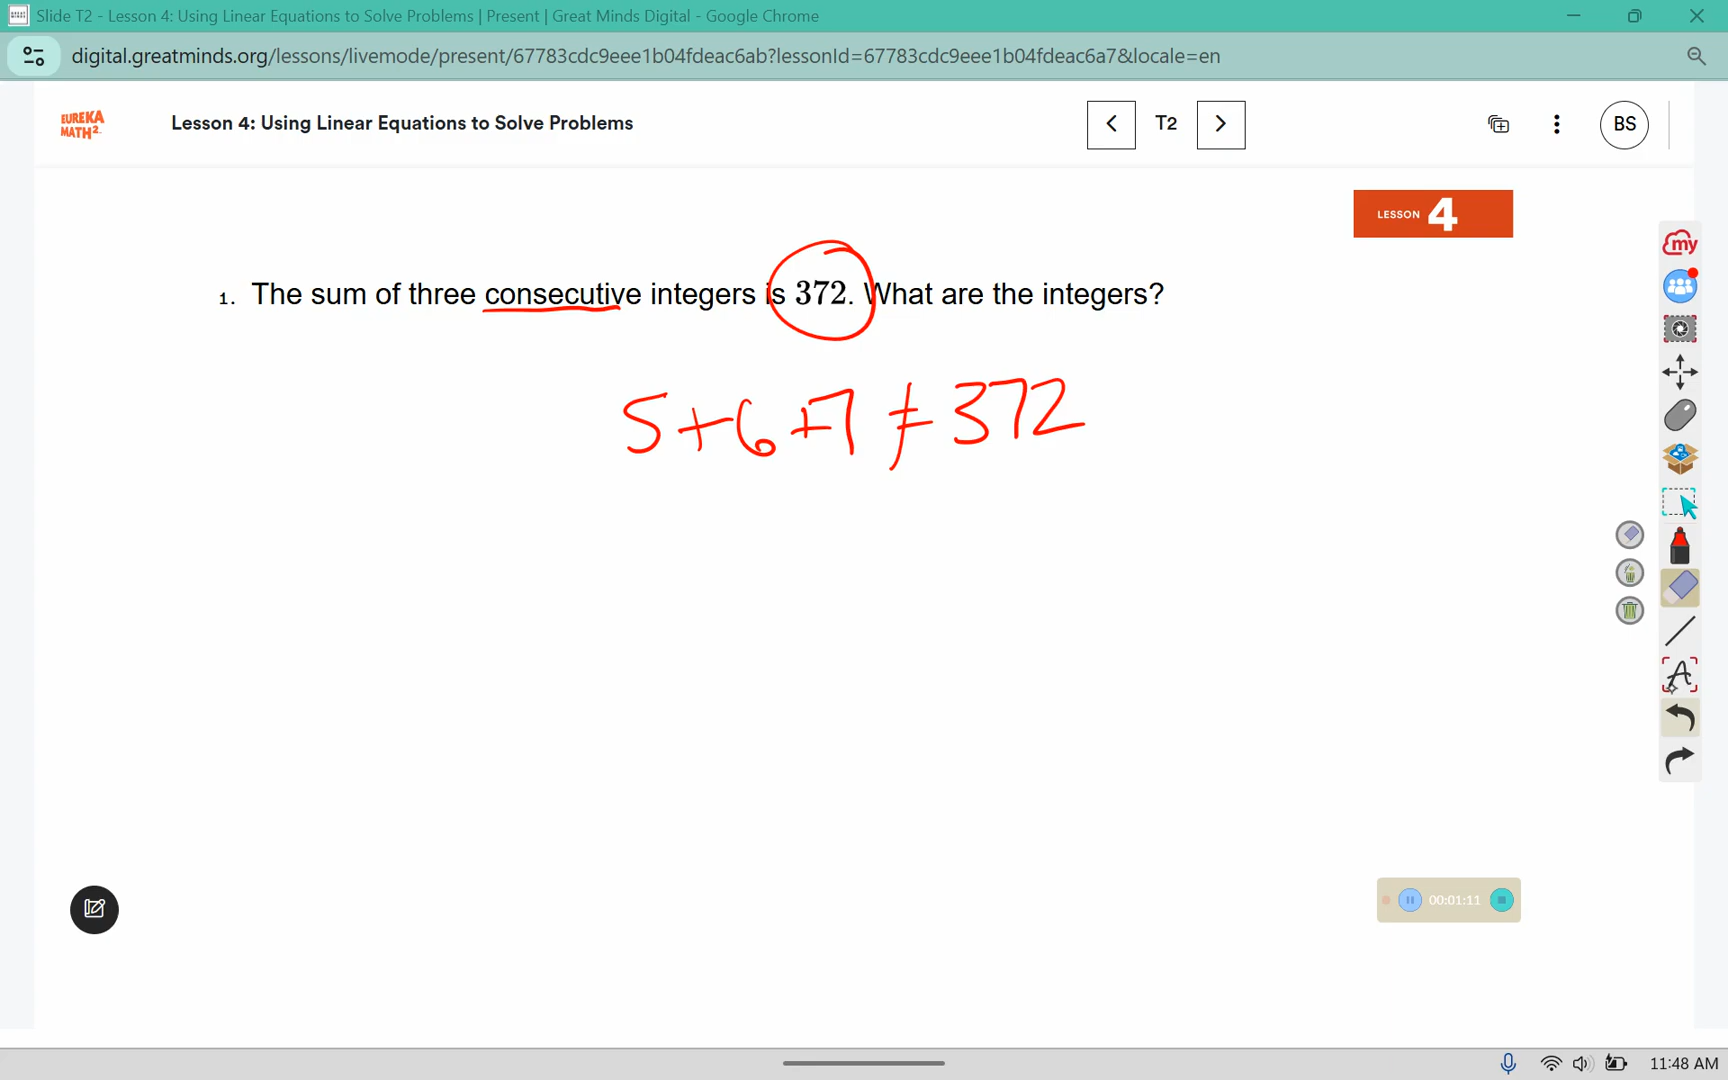 Slide T2 - Lesson 4: Using Linear Equations to Solve Problems | Present | Great Minds Digital - Google Chrome
digital.greatminds.org/lessons/livemode/present/67783cdc9eee1b04fdeac6ab?lessonId=67783cdc9eee1b04fdeac6a7&locale=en
EUREKA MATH²
Lesson 4: Using Linear Equations to Solve Problems
T2
BS
LESSON 4
my
1. The sum of three consecutive integers is 372. What are the integers?
5+6+7 ≠ 372
A
00:01:11
11:48 AM